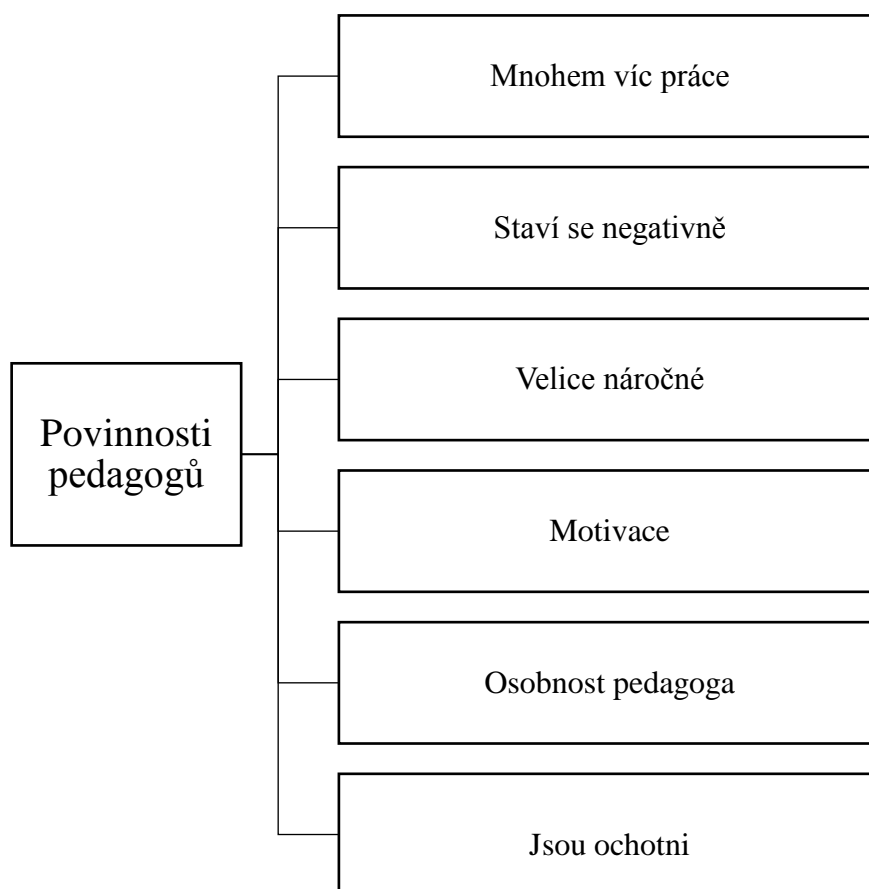 Mnohem víc práce
Staví se negativně
Velice náročné
Povinnosti
pedagogů
Motivace
Osobnost pedagoga
Jsou ochotni